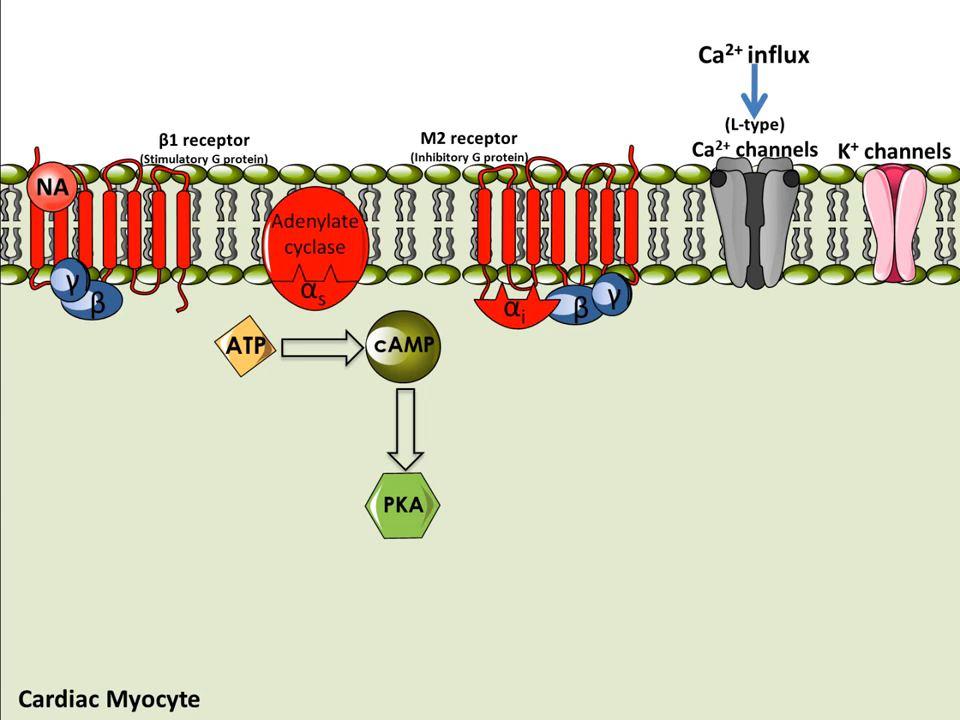 Ca2+ influx
(L-type)
Ca2+ channels
K+ channels
β1 receptor
(Stimulatory G protein)
M2 receptor
(Inhibitory G protein)
NA
Adenylate
cyclase
αs
γ
β
αi
β
γ
ATP
cAMP
PKA
Cardiac Myocyte